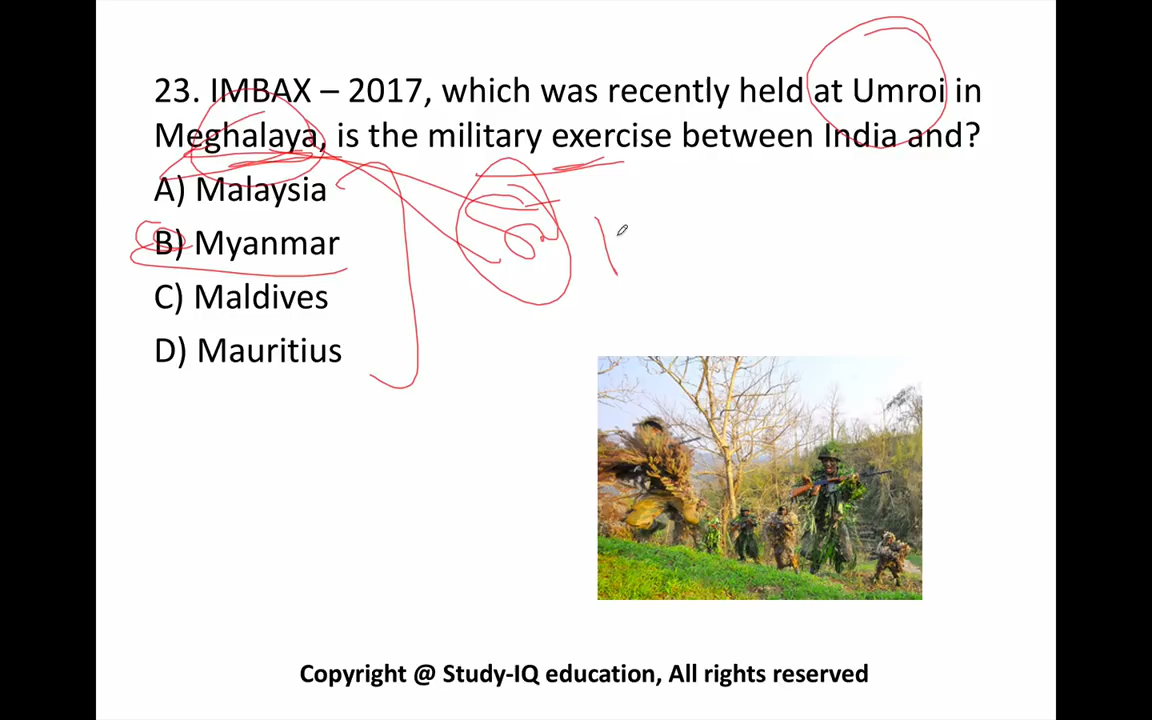 23. IMBAX – 2017, which was recently held at Umroi in
Meghalaya, is the military exercise between India and?
A) Malaysia
B) Myanmar
C) Maldives
D) Mauritius
Copyright @ Study-IQ education, All rights reserved